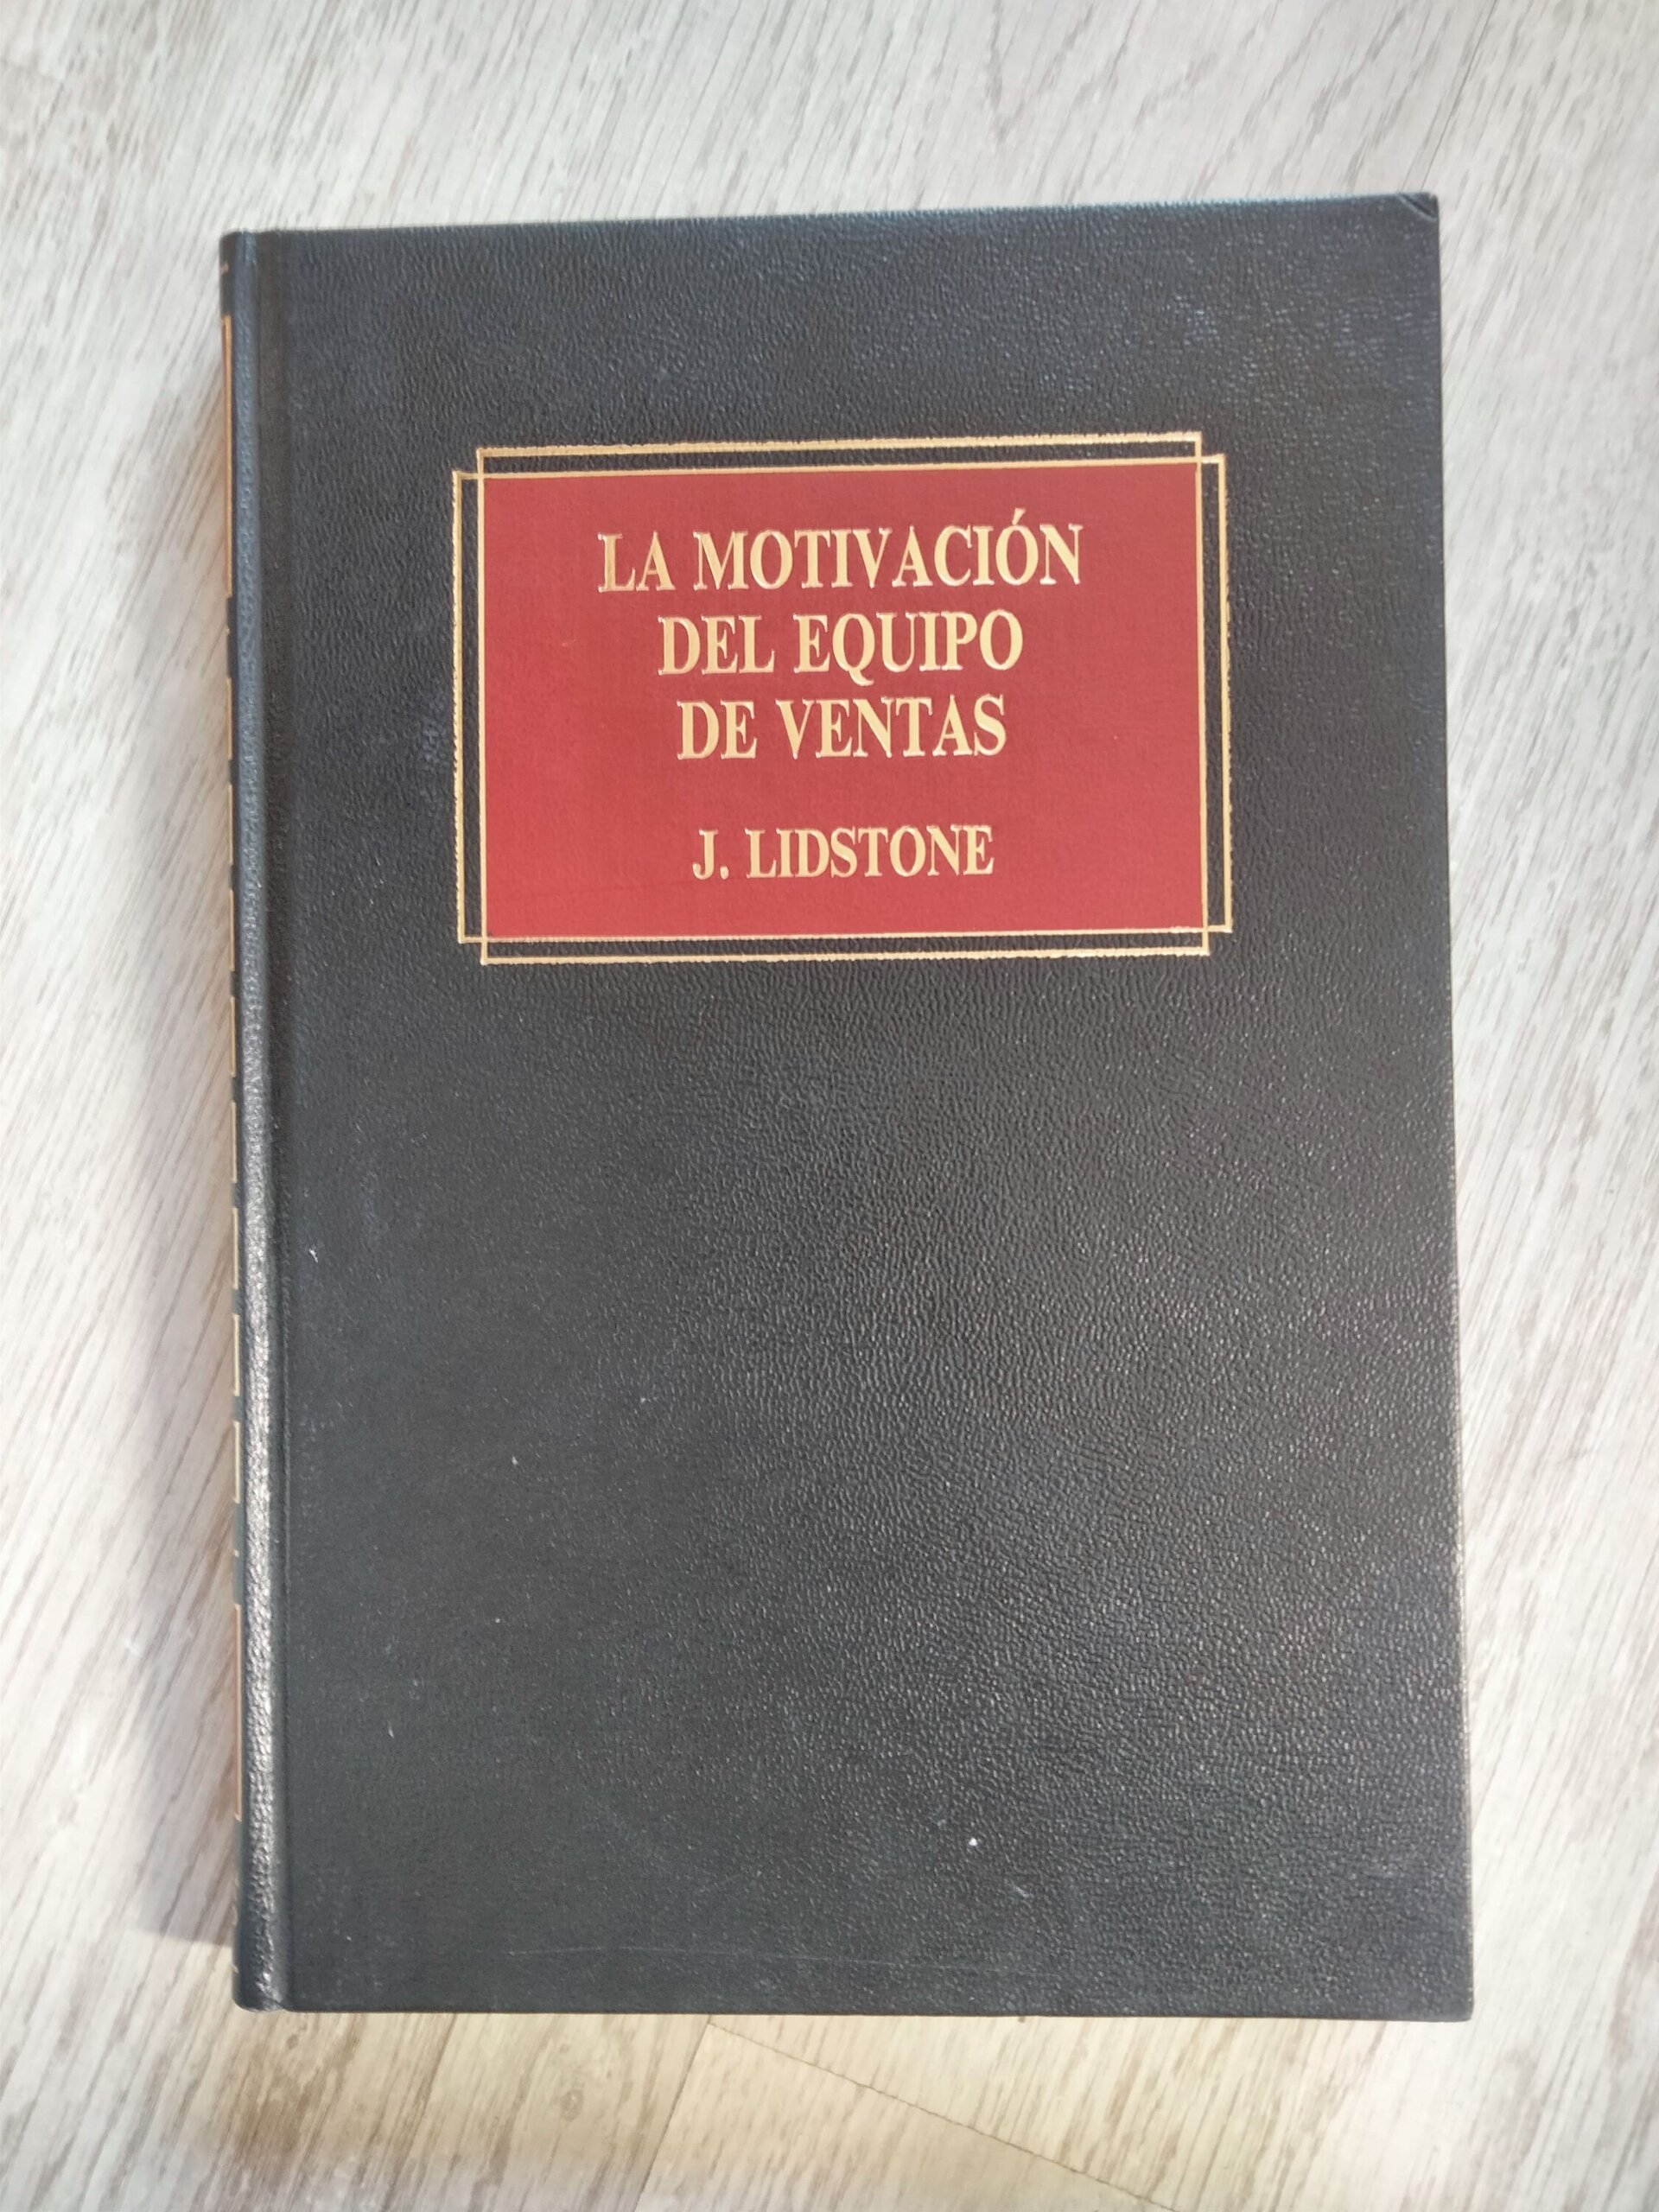 LA MOTIVACIÓN
DEL EQUIPO
DE VENTAS
J. LIDSTONE